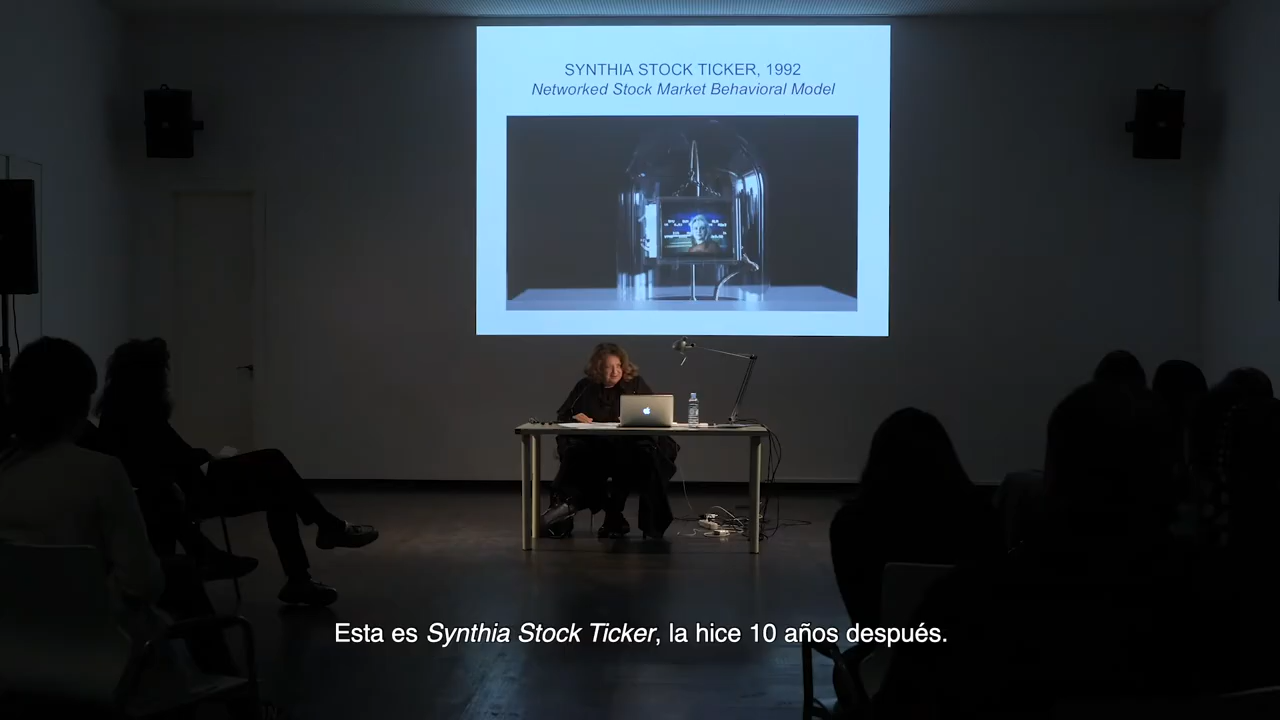 SYNTHIA STOCK TICKER, 1992
Networked Stock Market Behavioral Model
Esta es Synthia Stock Ticker, la hice 10 años después.